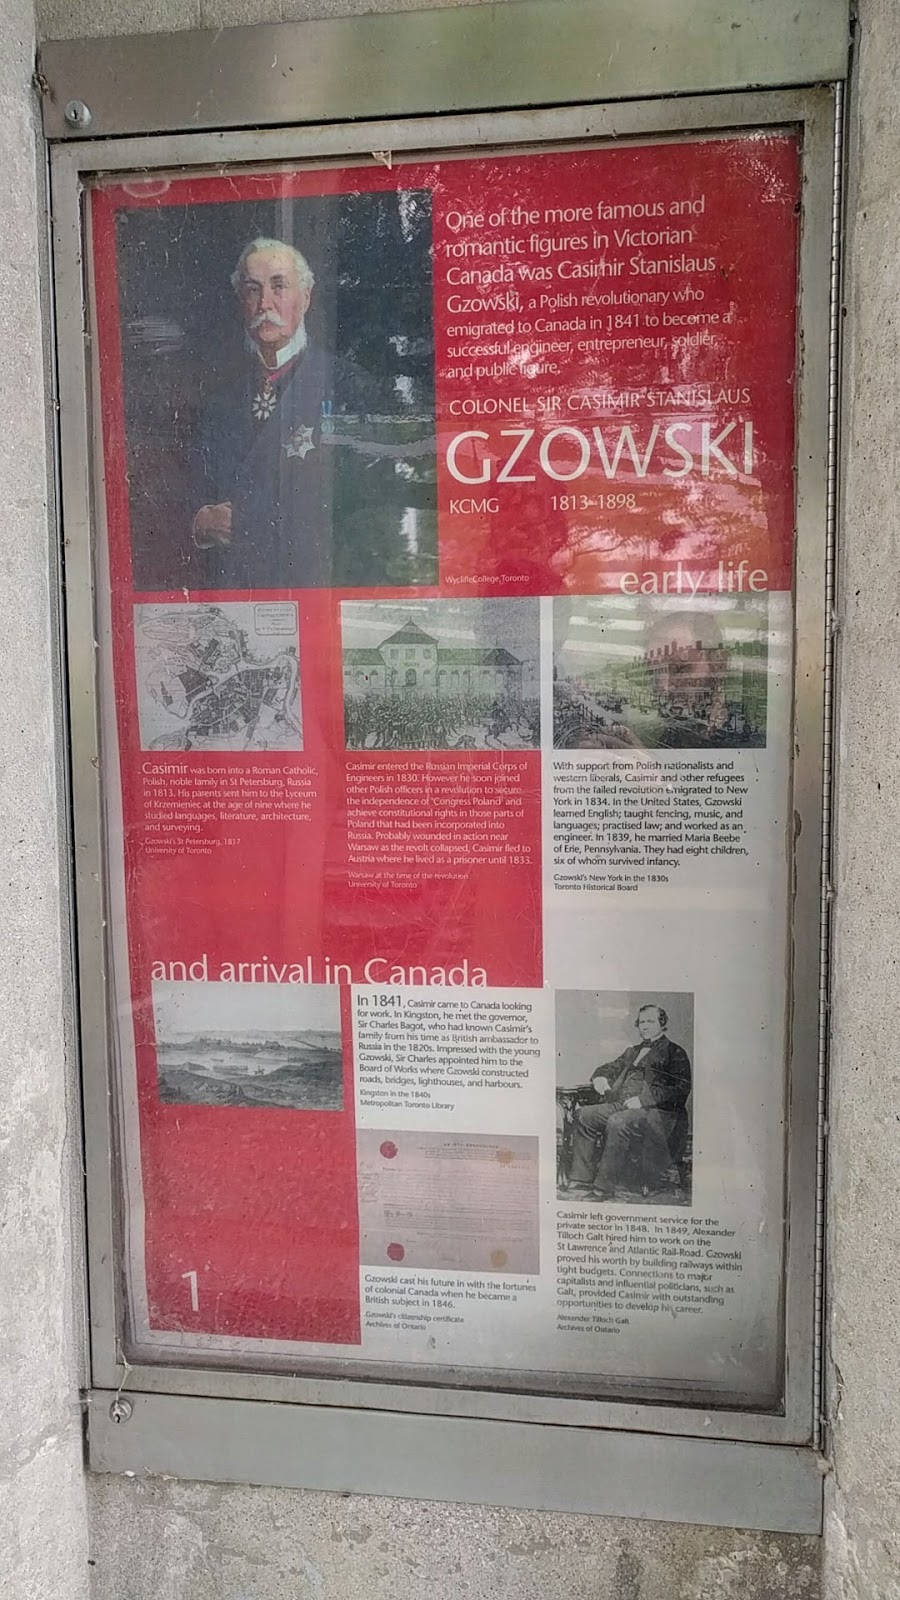 One of the more famous and
romantic figures in Victorian
Canada was Casimir Stanislaus
Gzowski, a Polish revolutionary who
emigrated to Canada in 1841 to become a
successful engineer, entrepreneur, soldier,
and public figure.
COLONEL SIR CASIMIR STANISLAUS
GZOWSKI
KCMG 1813-1898
Wycliffe College, Toronto
early life
Casimir was born into a Roman Catholic,
Polish, noble family in St Petersburg, Russia
in 1813. His parents sent him to the Lyceum
of Krzemieniec at the age of nine where he
studied languages, literature, architecture,
and surveying.
Gzowski's St Petersburg, 1817
University of Toronto
Casimir entered the Russian Imperial Corps of
Engineers in 1830. However he soon joined
other Polish officers in a revolution to secure
the independence of 'Congress Poland' and
achieve constitutional rights in those parts of
Poland that had been incorporated into
Russia. Probably wounded in action near
Warsaw as the revolt collapsed, Casimir fled to
Austria where he lived as a prisoner until 1833.
Warsaw at the time of the revolution
University of Toronto
With support from Polish nationalists and
western liberals, Casimir and other refugees
from the failed revolution emigrated to New
York in 1834. In the United States, Gzowski
learned English; taught fencing, music, and
languages; practised law; and worked as an
engineer. In 1839, he married Maria Beebe
of Erie, Pennsylvania. They had eight children,
six of whom survived infancy.
Gzowski's New York in the 1830s
Toronto Historical Board
and arrival in Canada
In 1841, Casimir came to Canada looking
for work. In Kingston, he met the governor,
Sir Charles Bagot, who had known Casimir's
family from his time as British ambassador to
Russia in the 1820s. Impressed with the young
Gzowski, Sir Charles appointed him to the
Board of Works where Gzowski constructed
roads, bridges, lighthouses, and harbours.
Kingston in the 1840s
Metropolitan Toronto Library
Gzowski cast his future in with the fortunes
of colonial Canada when he became a
British subject in 1846.
Gzowski's citizenship certificate
Archives of Ontario
Casimir left government service for the
private sector in 1848. In 1849, Alexander
Tilloch Galt hired him to work on the
St Lawrence and Atlantic Rail-Road. Gzowski
proved his worth by building railways within
tight budgets. Connections to major
capitalists and influential politicians, such as
Galt, provided Casimir with outstanding
opportunities to develop his career.
Alexander Tilloch Galt
Archives of Ontario
1